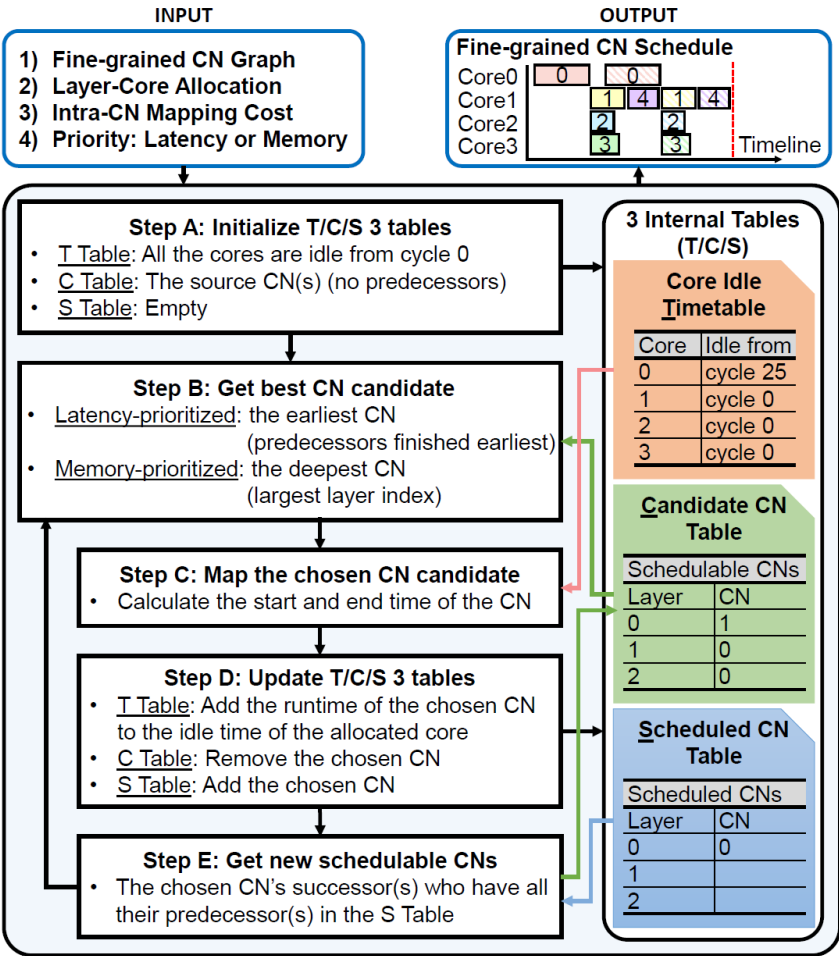 INPUT
1) Fine-grained CN Graph
2) Layer-Core Allocation
3) Intra-CN Mapping Cost
4) Priority: Latency or Memory
OUTPUT
Fine-grained CN Schedule
Core0 0 0
Core1 1 4 1 4
Core2 2 2
Core3 3 3
Timeline
Step A: Initialize T/C/S 3 tables
• T Table: All the cores are idle from cycle 0
• C Table: The source CN(s) (no predecessors)
• S Table: Empty
Step B: Get best CN candidate
• Latency-prioritized: the earliest CN
(predecessors finished earliest)
• Memory-prioritized: the deepest CN
(largest layer index)
Step C: Map the chosen CN candidate
• Calculate the start and end time of the CN
Step D: Update T/C/S 3 tables
• T Table: Add the runtime of the chosen CN
to the idle time of the allocated core
• C Table: Remove the chosen CN
• S Table: Add the chosen CN
Step E: Get new schedulable CNs
• The chosen CN's successor(s) who have all
their predecessor(s) in the S Table
3 Internal Tables
(T/C/S)
Core Idle
Timetable
Core Idle from
0 cycle 25
1 cycle 0
2 cycle 0
3 cycle 0
Candidate CN
Table
Schedulable CNs
Layer CN
0 1
1 0
2 0
Scheduled CN
Table
Scheduled CNs
Layer CN
0 0
1
2